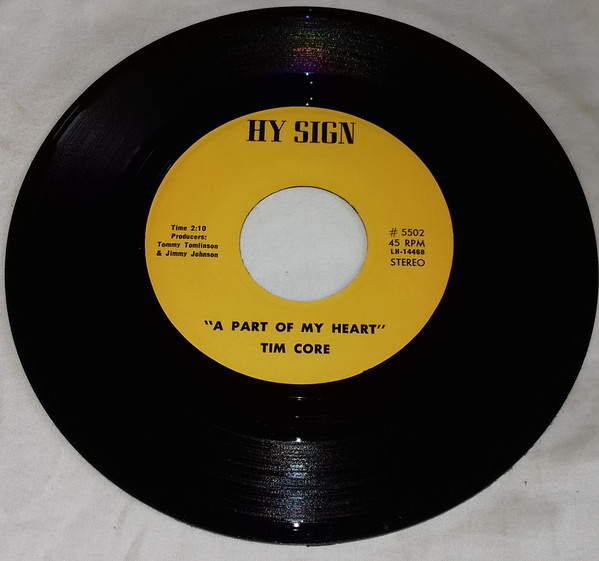 HY SIGN
Time 2:10
Producers:
Tommy Tomlinson
& Jimmy Johnson
# 5502
45 RPM
LH-14468
STEREO
"A PART OF MY HEART"
TIM CORE